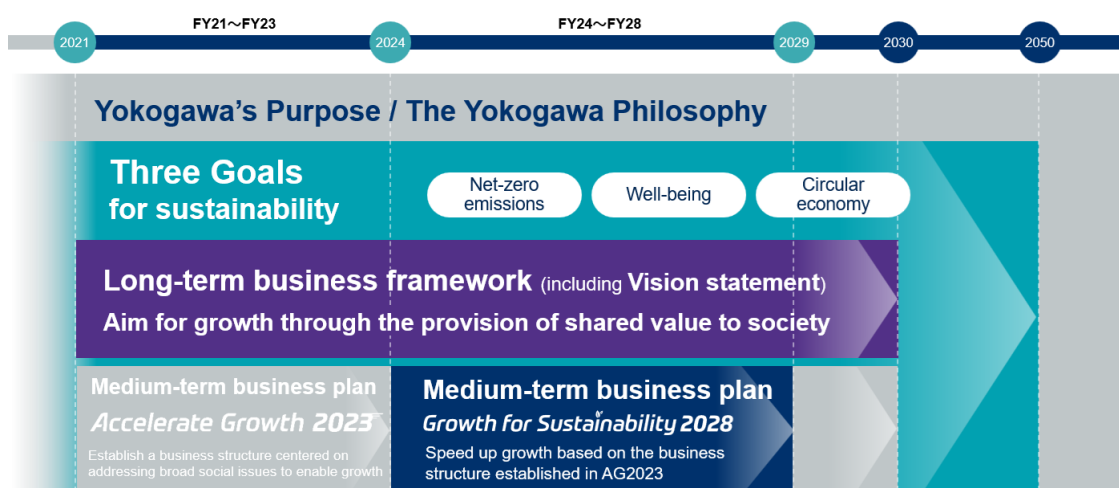 FY21～FY23
FY24～FY28
2021
2024
2029
2030
2050
Yokogawa's Purpose / The Yokogawa Philosophy
Three Goals
for sustainability
Net-zero
emissions
Well-being
Circular
economy
Long-term business framework (including Vision statement)
Aim for growth through the provision of shared value to society
Medium-term business plan
Accelerate Growth 2023
Establish a business structure centered on
addressing broad social issues to enable growth
Medium-term business plan
Growth for Sustainability 2028
Speed up growth based on the business
structure established in AG2023